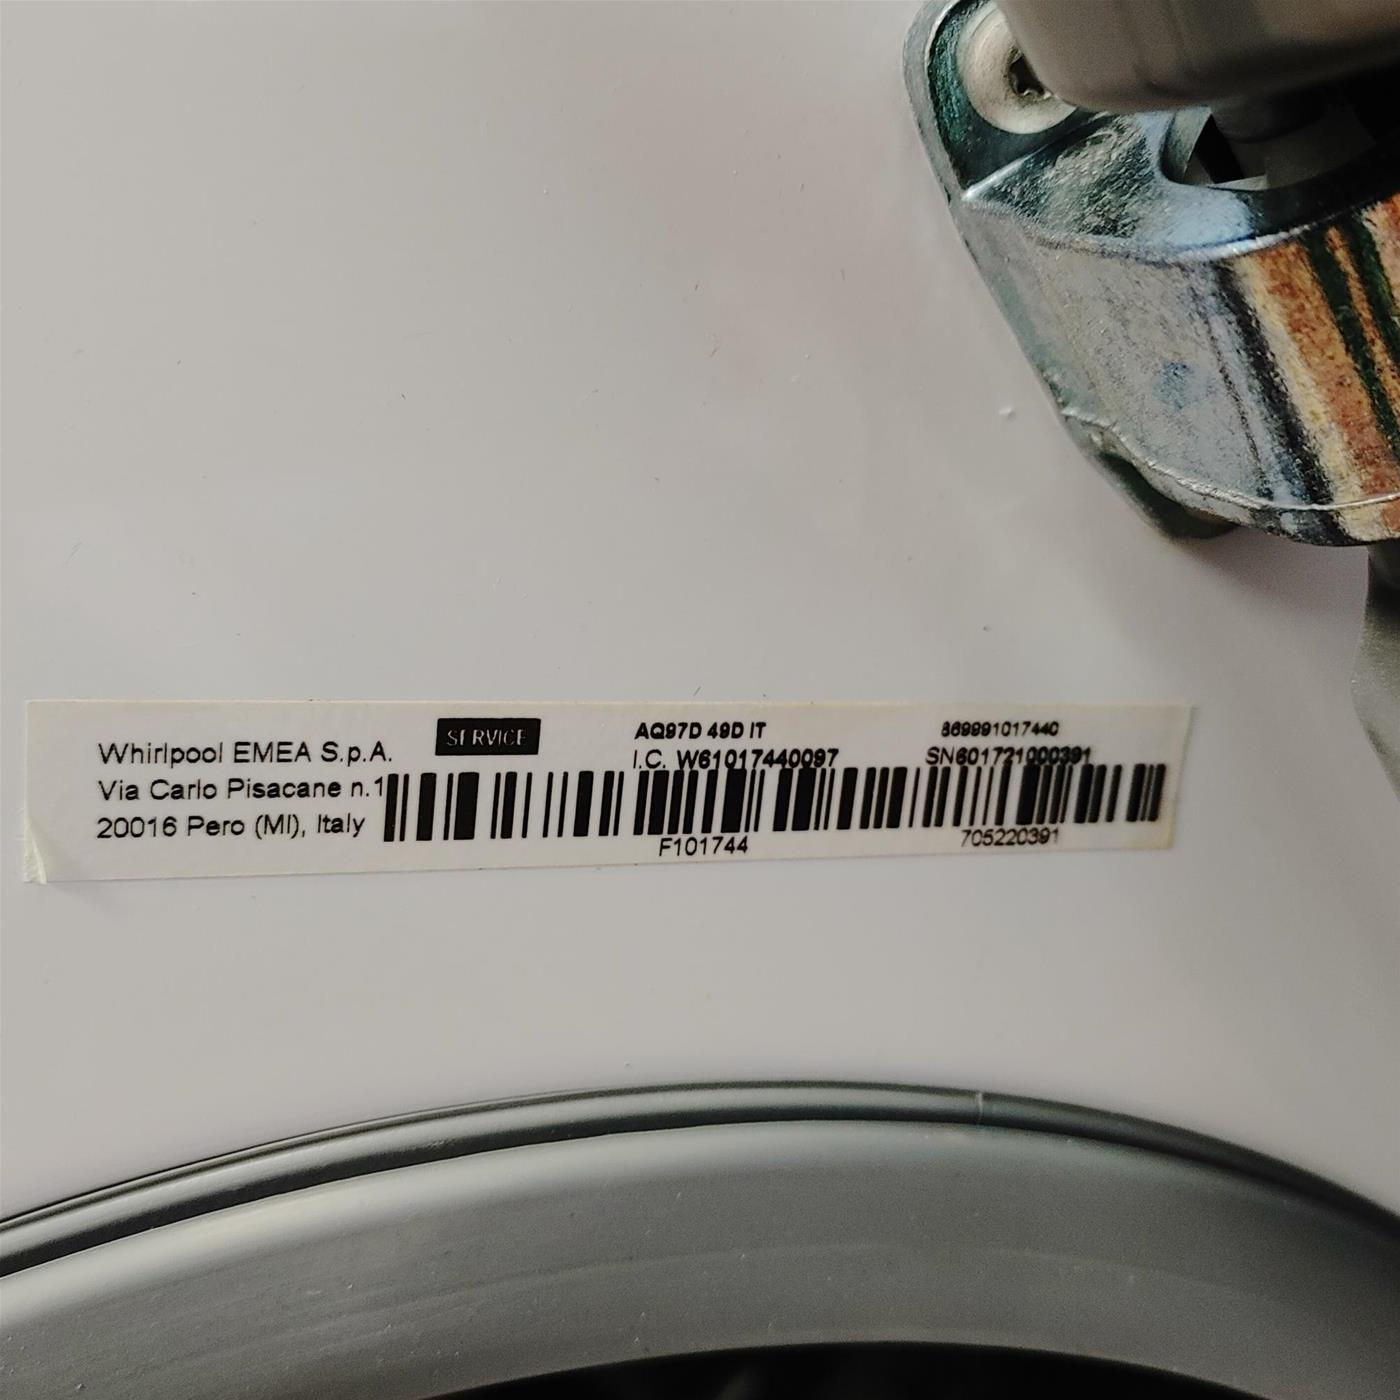 Whirlpool EMEA S.p.A.
Via Carlo Pisacane n.1
20016 Pero (MI), Italy
SERVICE
AQ97D 49D IT
I.C. W61017440097
F101744
869991017440
SN601721000391
705220391